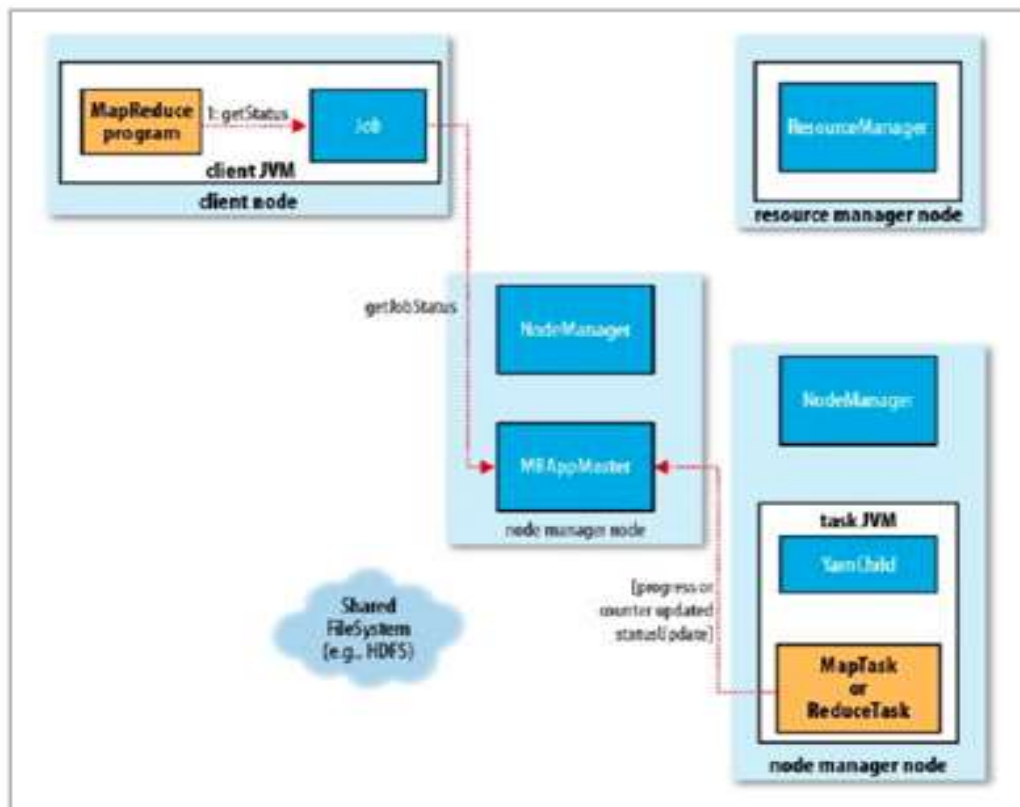 MapReduce
program
1: getStatus
Job
client JVM
client node
ResourceManager
resource manager node
getJobStatus
NodeManager
MRAppMaster
node manager node
NodeManager
task JVM
YarnChild
[progress or
counter updated
statusUpdate]
MapTask
or
ReduceTask
node manager node
Shared
FileSystem
(e.g., HDFS)